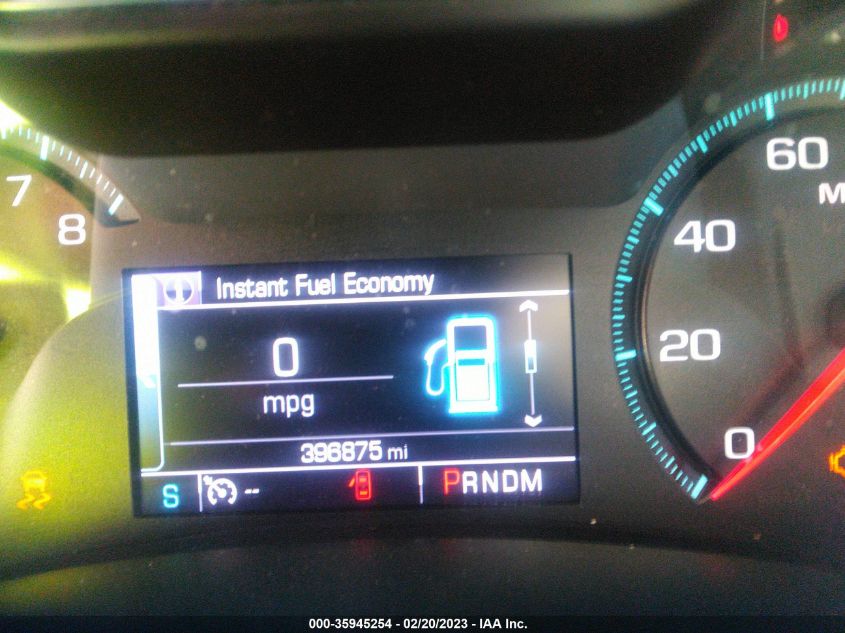 Instant Fuel Economy
7
8
60
M
40
0
mpg
20
0
396875 mi
S
--
PRNDM
000-35945254 - 02/20/2023 - IAA Inc.